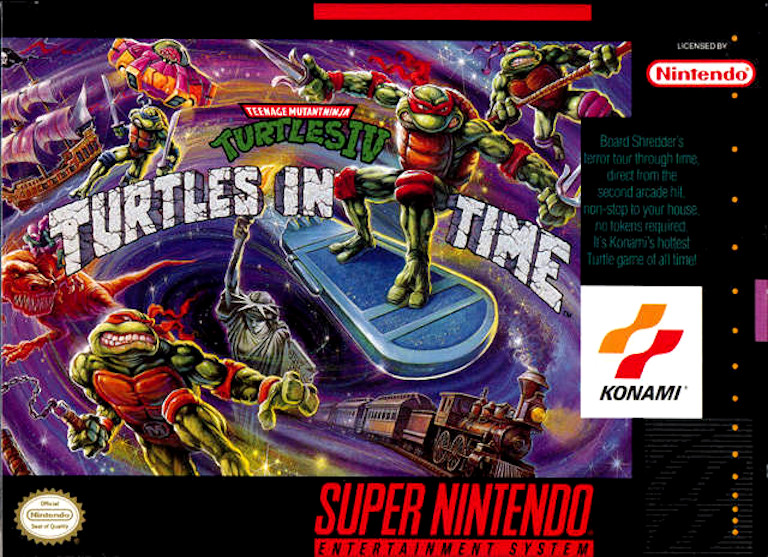 LICENSED BY
Nintendo®
TEENAGE MUTANT NINJA
TURTLES IV
TURTLES IN TIME™
Board Shredder's
terror tour through time,
direct from the
second arcade hit,
non-stop to your house,
no tokens required.
It's Konami's hottest
Turtle game of all time!
KONAMI®
M
Official
Nintendo
Seal of Quality
SUPER NINTENDO
ENTERTAINMENT SYSTEM